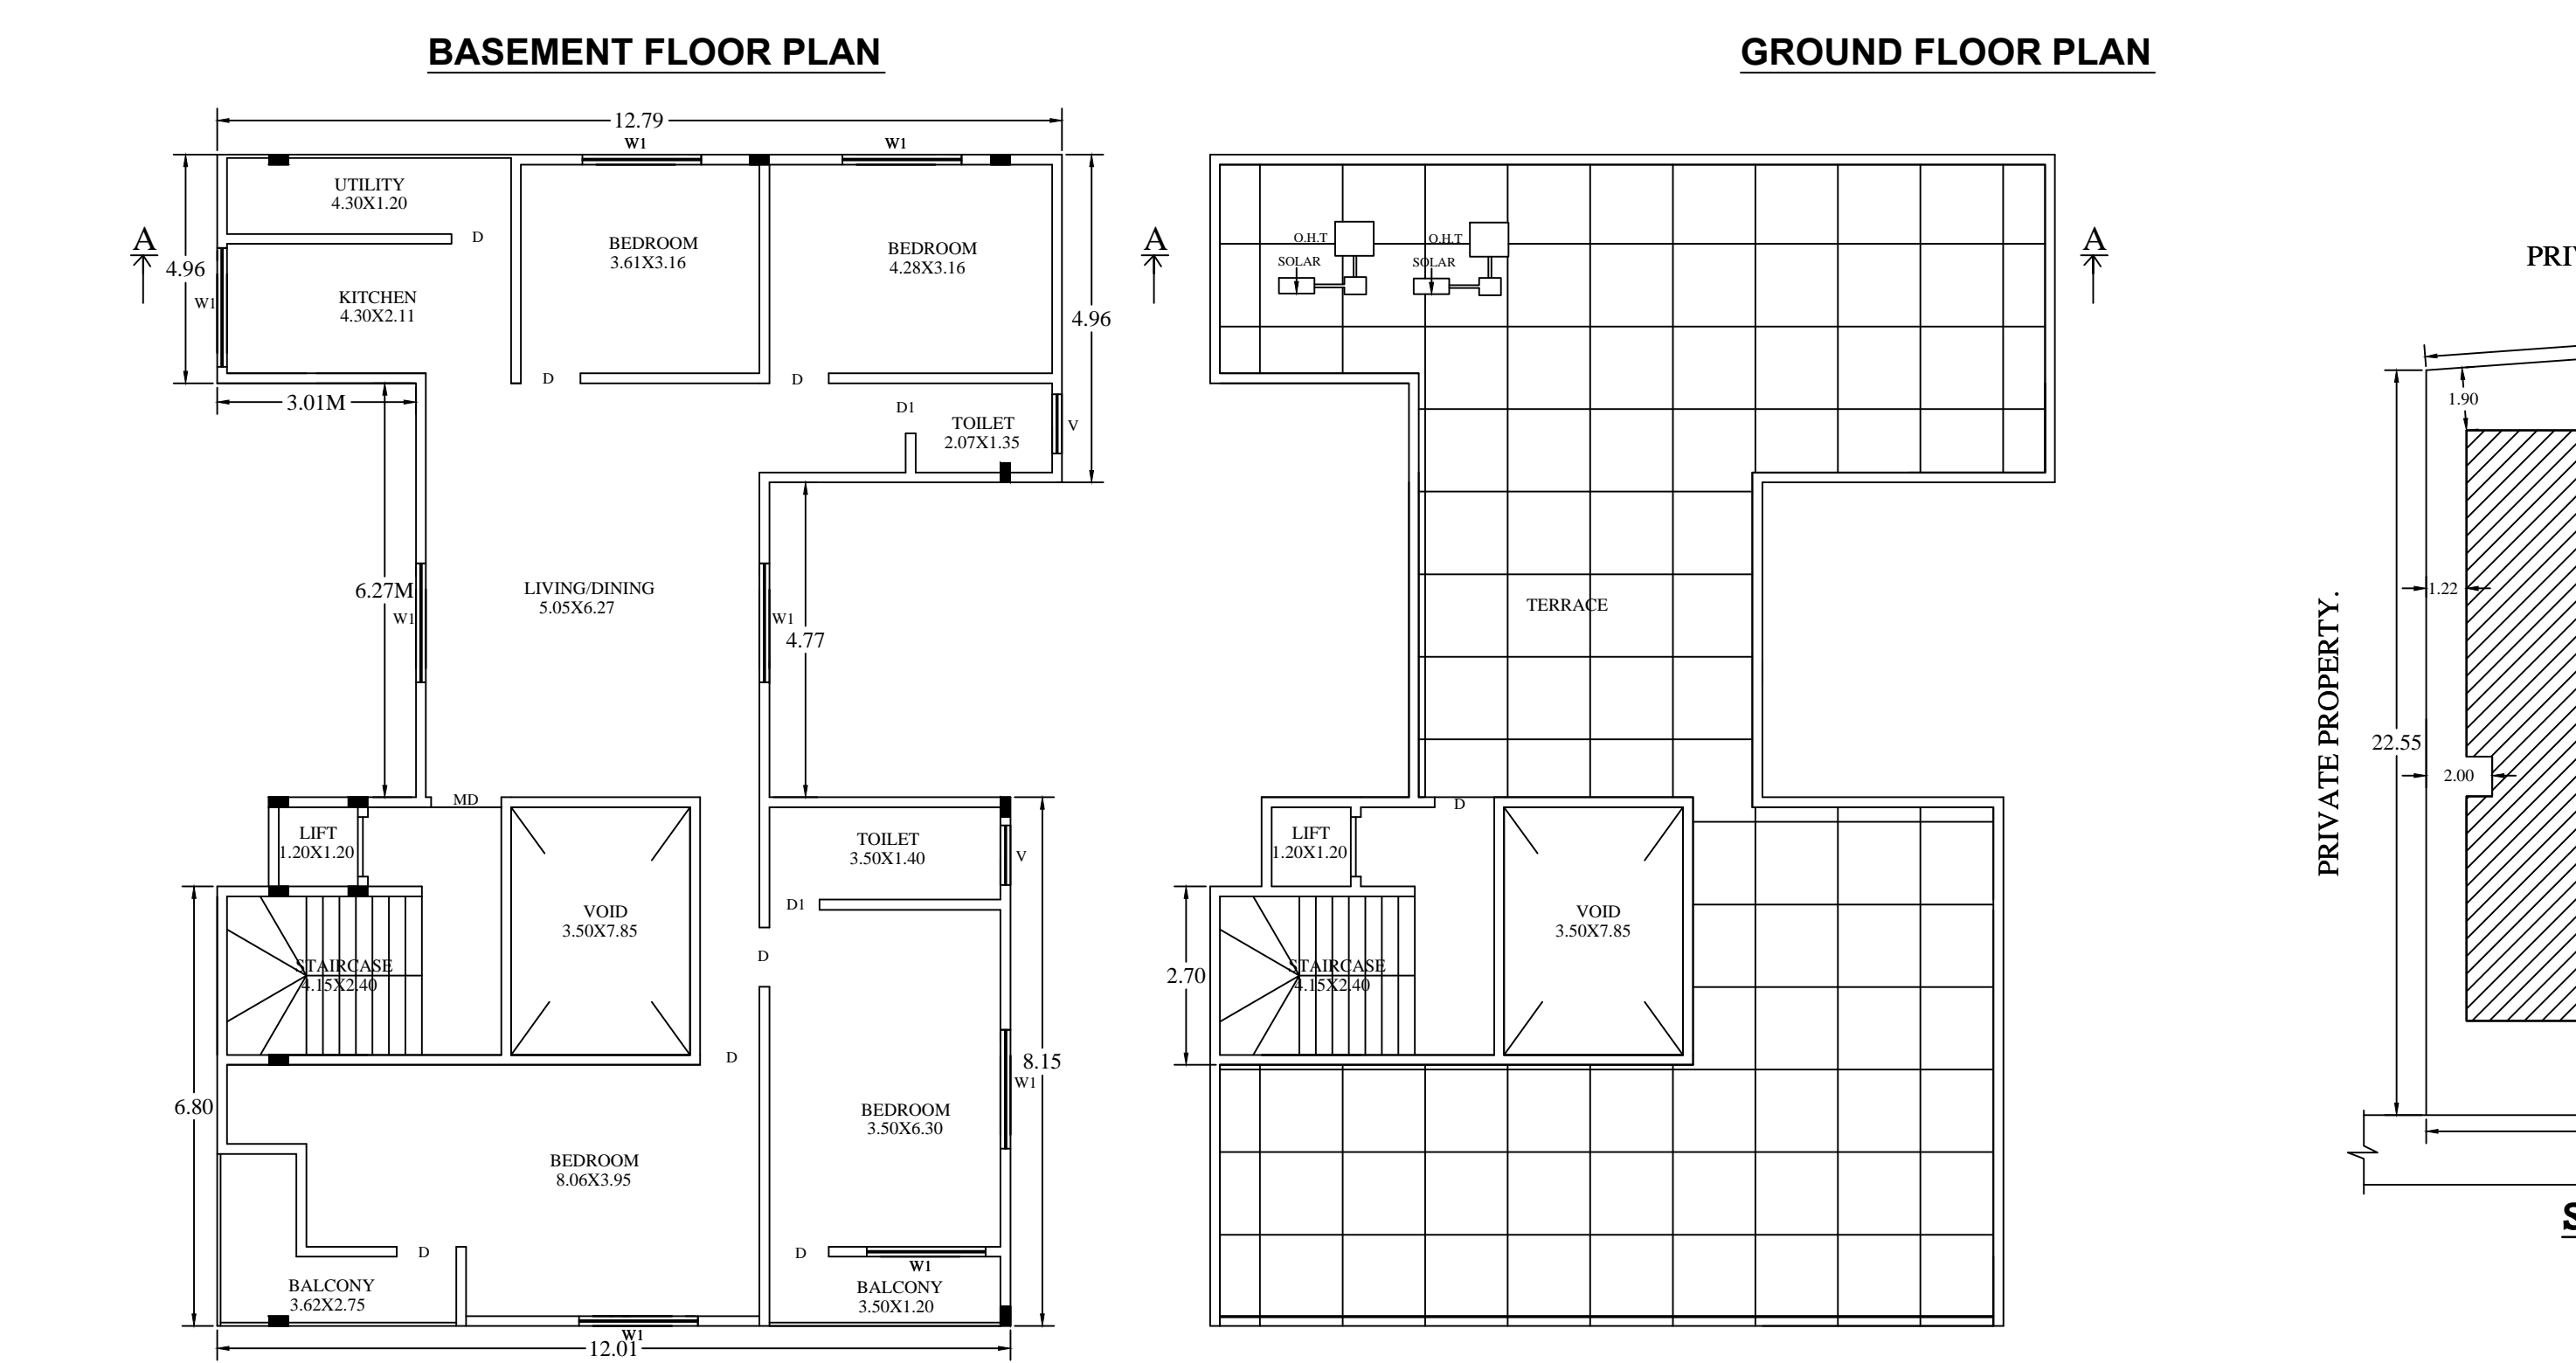 BASEMENT FLOOR PLAN
GROUND FLOOR PLAN
12.79
W1
W1
UTILITY
4.30X1.20
D
A
4.96
W1
KITCHEN
4.30X2.11
BEDROOM
3.61X3.16
BEDROOM
4.28X3.16
4.96
D
D
3.01M
D1
TOILET
2.07X1.35
V
6.27M
W1
LIVING/DINING
5.05X6.27
W1
4.77
MD
LIFT
1.20X1.20
TOILET
3.50X1.40
V
D1
VOID
3.50X7.85
D
STAIRCASE
4.15X2.40
D
8.15
W1
6.80
BEDROOM
3.50X6.30
BEDROOM
8.06X3.95
D
D
W1
BALCONY
3.62X2.75
BALCONY
3.50X1.20
W1
12.01
A
O.H.T
O.H.T
SOLAR
SOLAR
A
TERRACE
D
LIFT
1.20X1.20
VOID
3.50X7.85
2.70
STAIRCASE
4.15X2.40
1.90
1.22
PRIVATE PROPERTY.
22.55
2.00